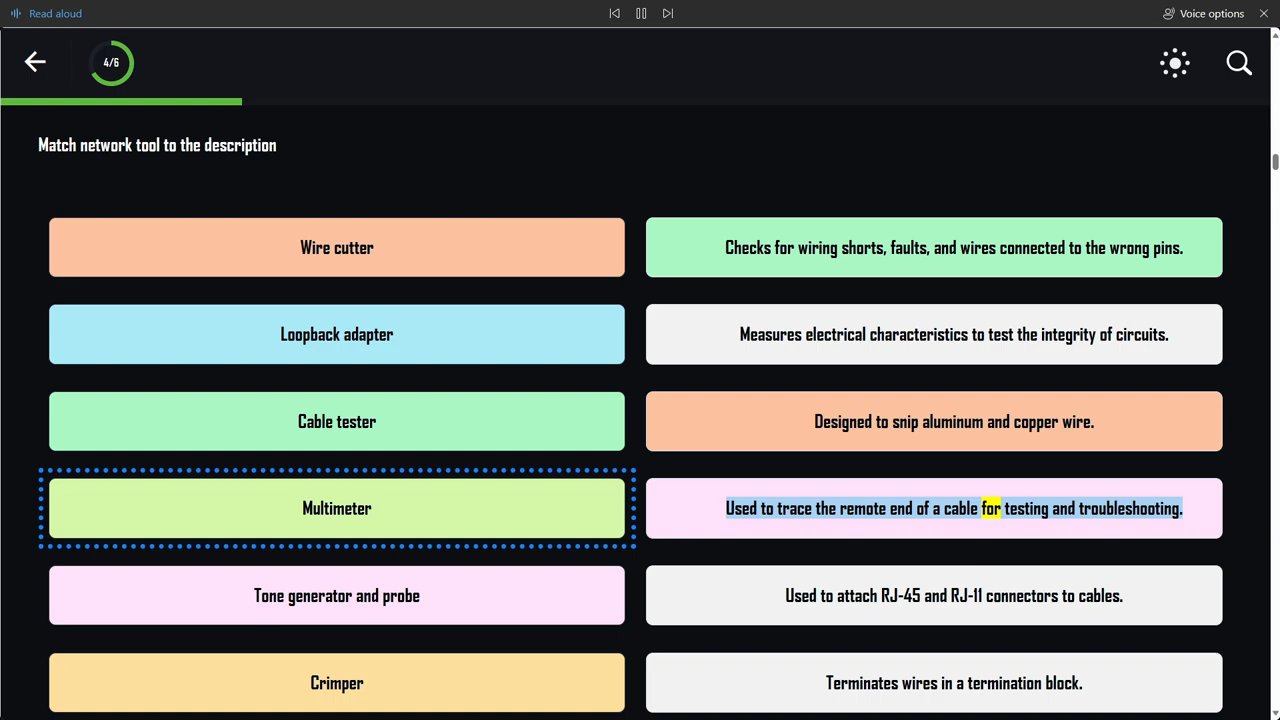 Read aloud
Voice options
4/6
Match network tool to the description
Wire cutter
Checks for wiring shorts, faults, and wires connected to the wrong pins.
Loopback adapter
Measures electrical characteristics to test the integrity of circuits.
Cable tester
Designed to snip aluminum and copper wire.
Multimeter
Used to trace the remote end of a cable for testing and troubleshooting.
Tone generator and probe
Used to attach RJ-45 and RJ-11 connectors to cables.
Crimper
Terminates wires in a termination block.